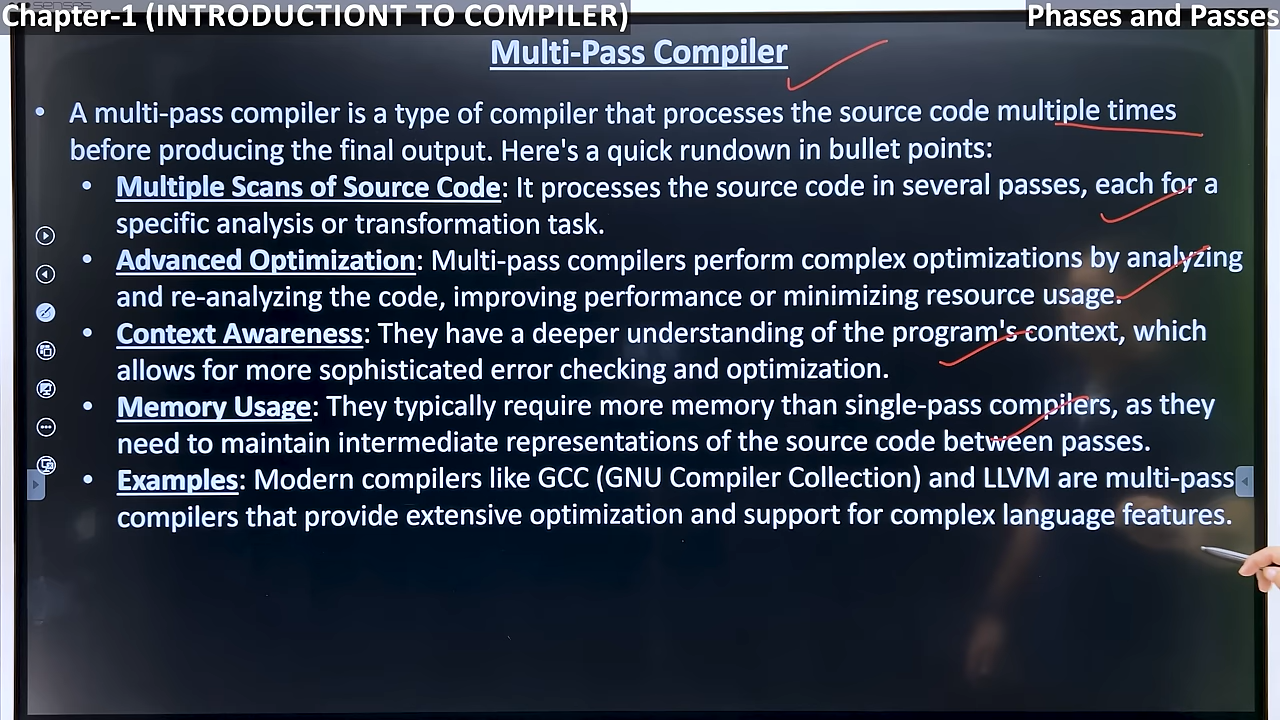 Chapter-1 (INTRODUCTIONT TO COMPILER)
Phases and Passes
Multi-Pass Compiler
• A multi-pass compiler is a type of compiler that processes the source code multiple times
before producing the final output. Here's a quick rundown in bullet points:
• Multiple Scans of Source Code: It processes the source code in several passes, each for a
specific analysis or transformation task.
• Advanced Optimization: Multi-pass compilers perform complex optimizations by analyzing
and re-analyzing the code, improving performance or minimizing resource usage.
• Context Awareness: They have a deeper understanding of the program's context, which
allows for more sophisticated error checking and optimization.
• Memory Usage: They typically require more memory than single-pass compilers, as they
need to maintain intermediate representations of the source code between passes.
• Examples: Modern compilers like GCC (GNU Compiler Collection) and LLVM are multi-pass
compilers that provide extensive optimization and support for complex language features.